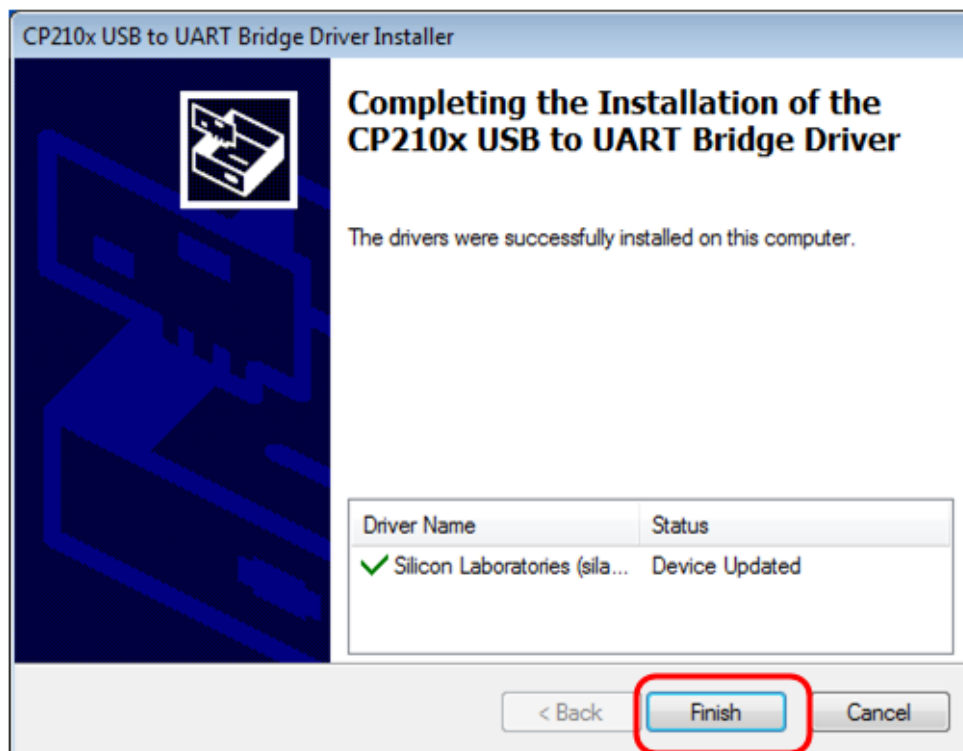 CP210x USB to UART Bridge Driver Installer
Completing the Installation of the
CP210x USB to UART Bridge Driver
The drivers were successfully installed on this computer.
Driver Name Status
Silicon Laboratories (sila... Device Updated
< Back Finish Cancel